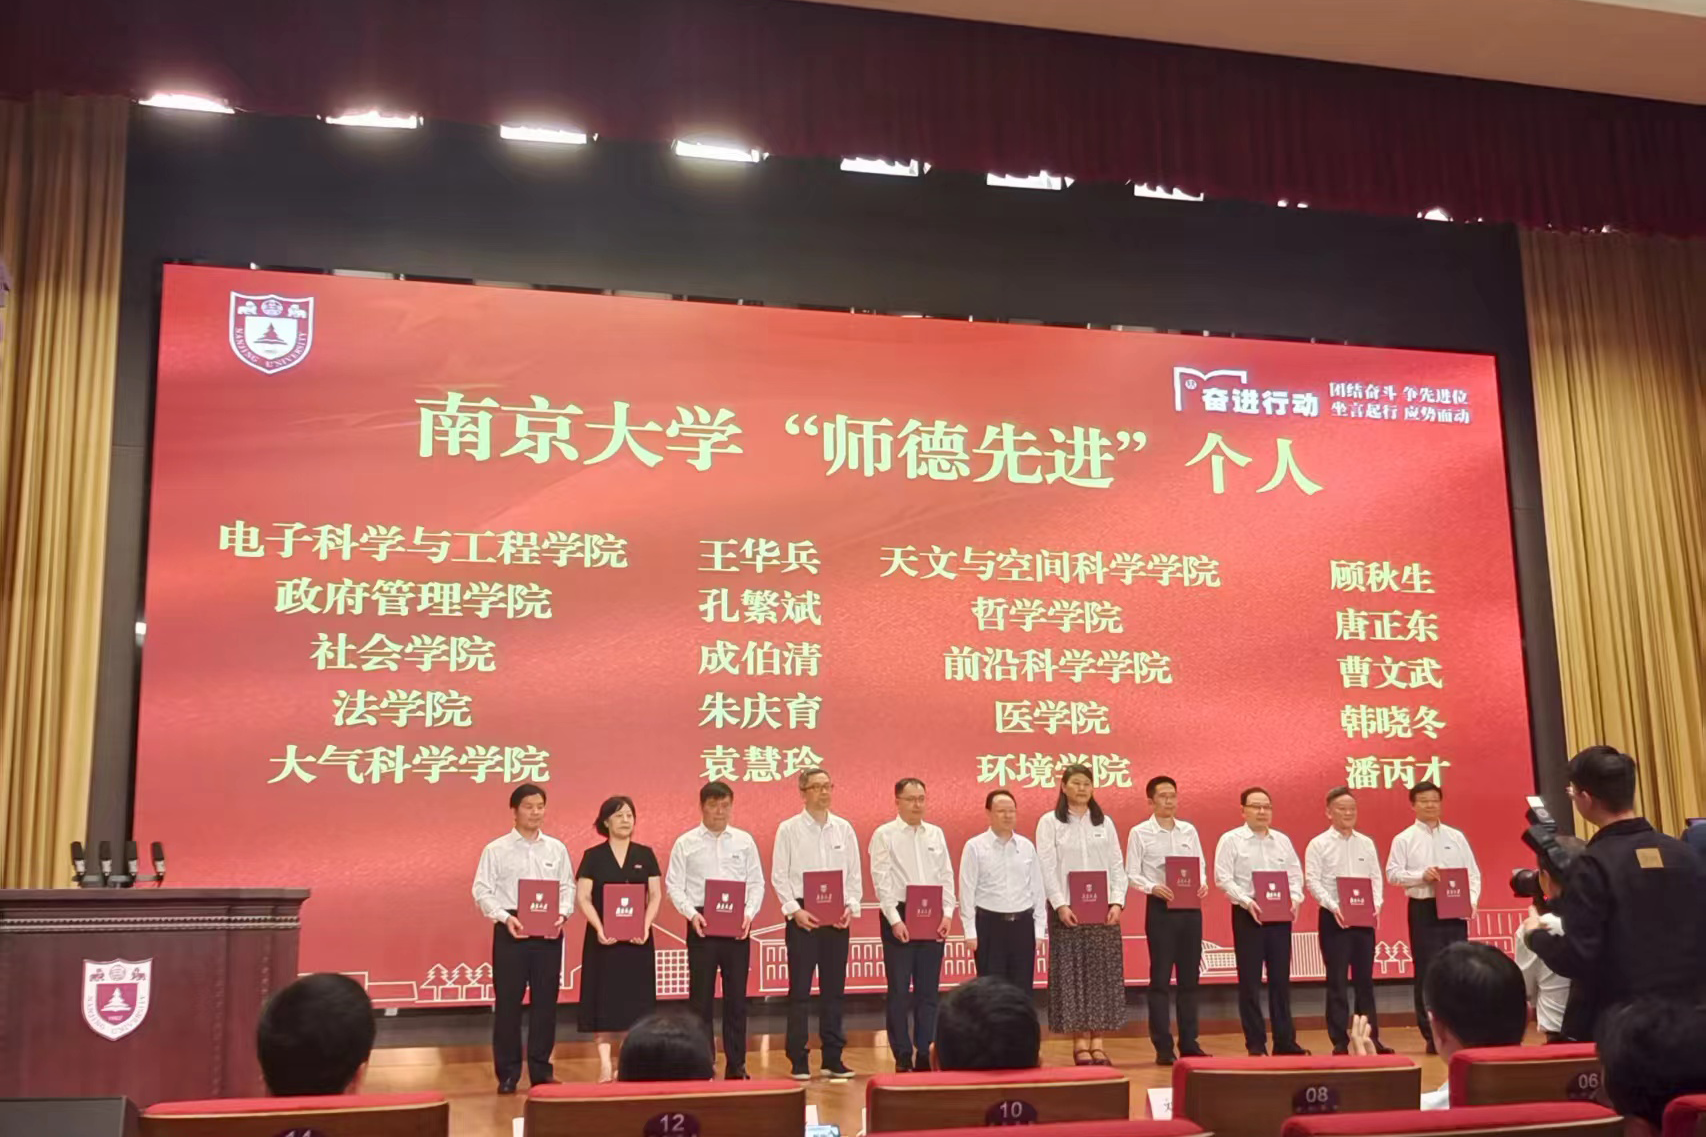 NANJING UNIVERSITY
奋进行动
团结奋斗 争先进位
坐言起行 应势而动
南京大学“师德先进”个人
电子科学与工程学院 王华兵 天文与空间科学学院 顾秋生
政府管理学院 孔繁斌 哲学学院 唐正东
社会学院 成伯清 前沿科学学院 曹文武
法学院 朱庆育 医学院 韩晓冬
大气科学学院 袁慧玲 环境学院 潘丙才
12
10
08
06